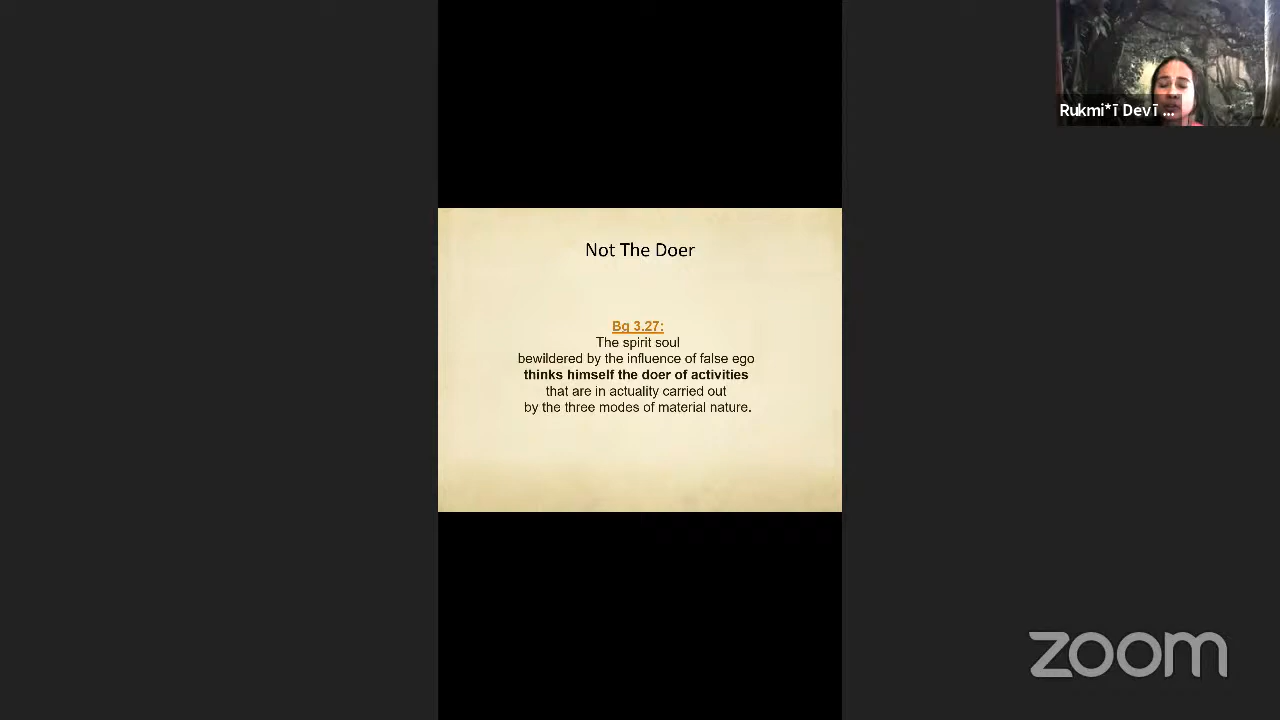 Rukmi*ī Devī ...
Not The Doer
Bg 3.27:
The spirit soul
bewildered by the influence of false ego
thinks himself the doer of activities
that are in actuality carried out
by the three modes of material nature.
zoom